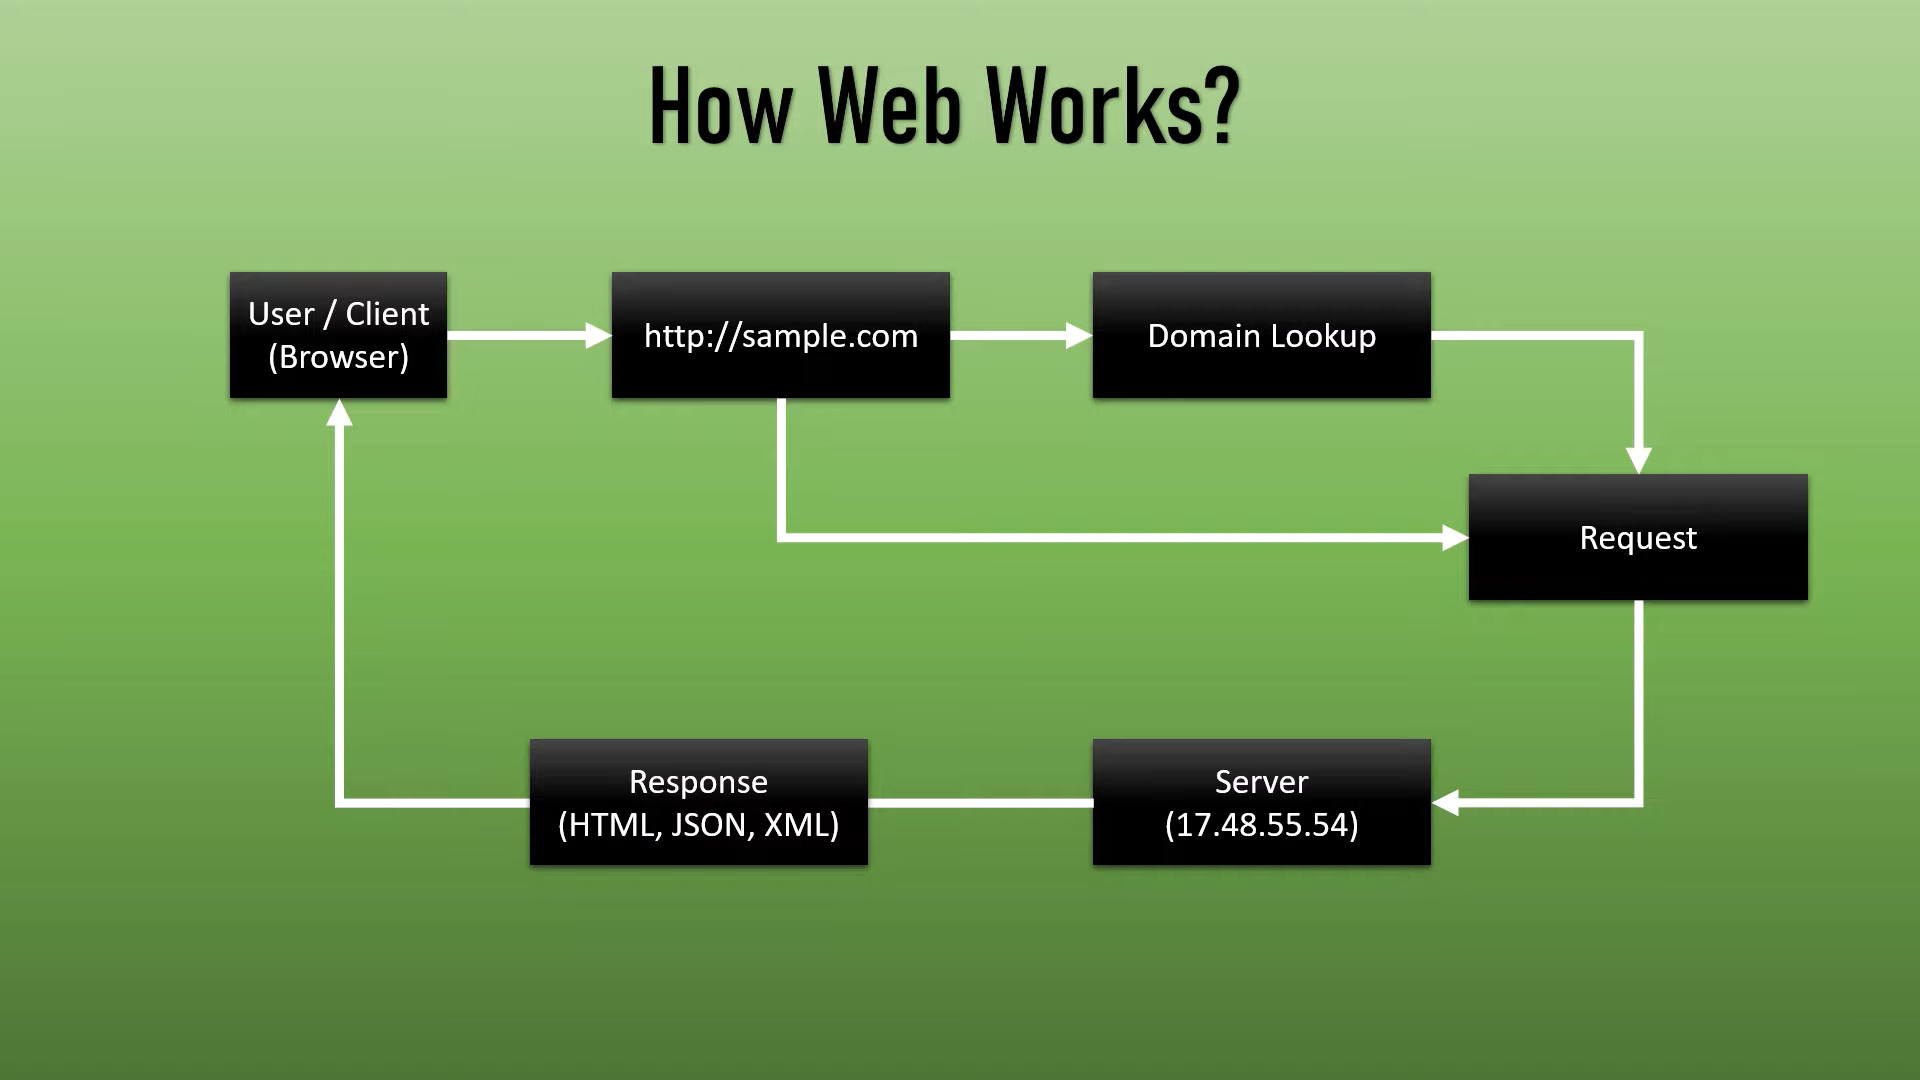 How Web Works?
User / Client
(Browser)
http://sample.com
Domain Lookup
Request
Response
(HTML, JSON, XML)
Server
(17.48.55.54)